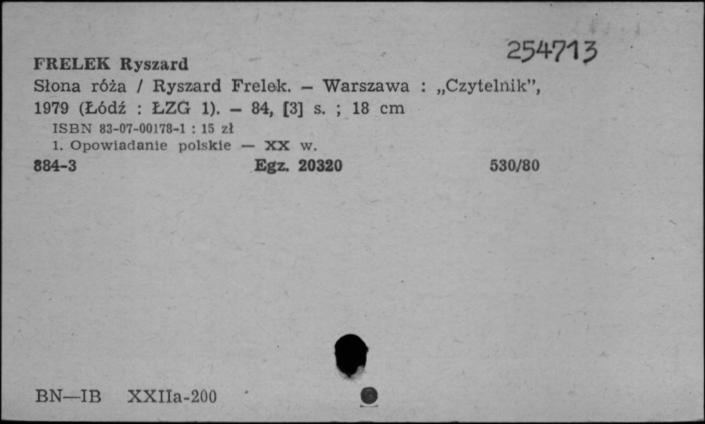 254713
FRELEK Ryszard
Słona róża / Ryszard Frelek. — Warszawa : „Czytelnik”,
1979 (Łódź : ŁZG 1). — 84, [3] s. ; 18 cm
ISBN 83-07-00178-1 : 15 zł
1. Opowiadanie polskie — XX w.
884-3 Egz. 20320 530/80
BN—IB XXIIa-200